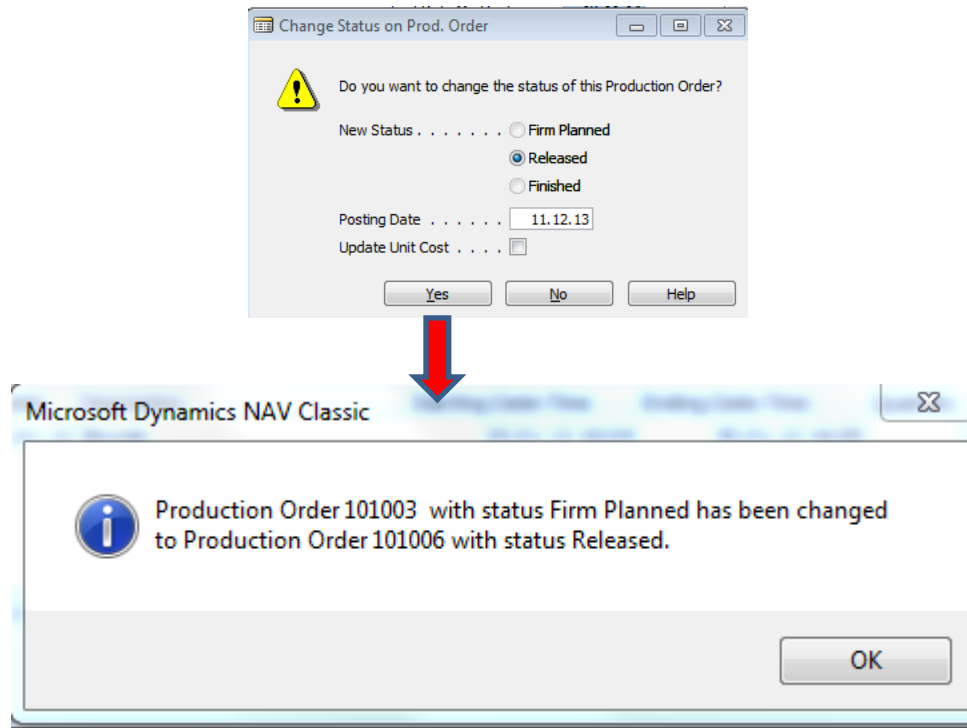 Change Status on Prod. Order
Do you want to change the status of this Production Order?
New Status . . . . . . . Firm Planned
Released
Finished
Posting Date . . . . . . 11.12.13
Update Unit Cost . . . .
Yes No Help
Microsoft Dynamics NAV Classic
Production Order 101003 with status Firm Planned has been changed
to Production Order 101006 with status Released.
OK